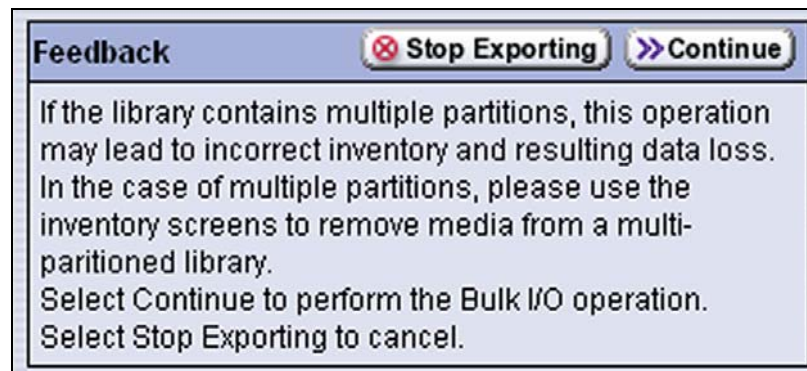 Feedback Stop Exporting Continue
If the library contains multiple partitions, this operation
may lead to incorrect inventory and resulting data loss.
In the case of multiple partitions, please use the
inventory screens to remove media from a multi-
paritioned library.
Select Continue to perform the Bulk I/O operation.
Select Stop Exporting to cancel.